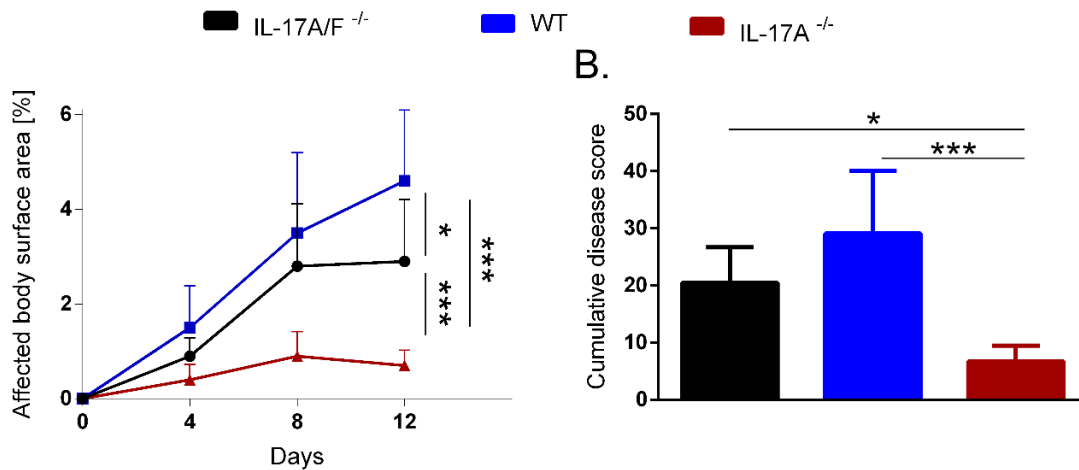 IL-17A/F -/-
WT
IL-17A -/-
B.
Affected body surface area [%]
6
4
2
0
0 4 8 12
Days
*
***
***
Cumulative disease score
50
40
30
20
10
0
*
***